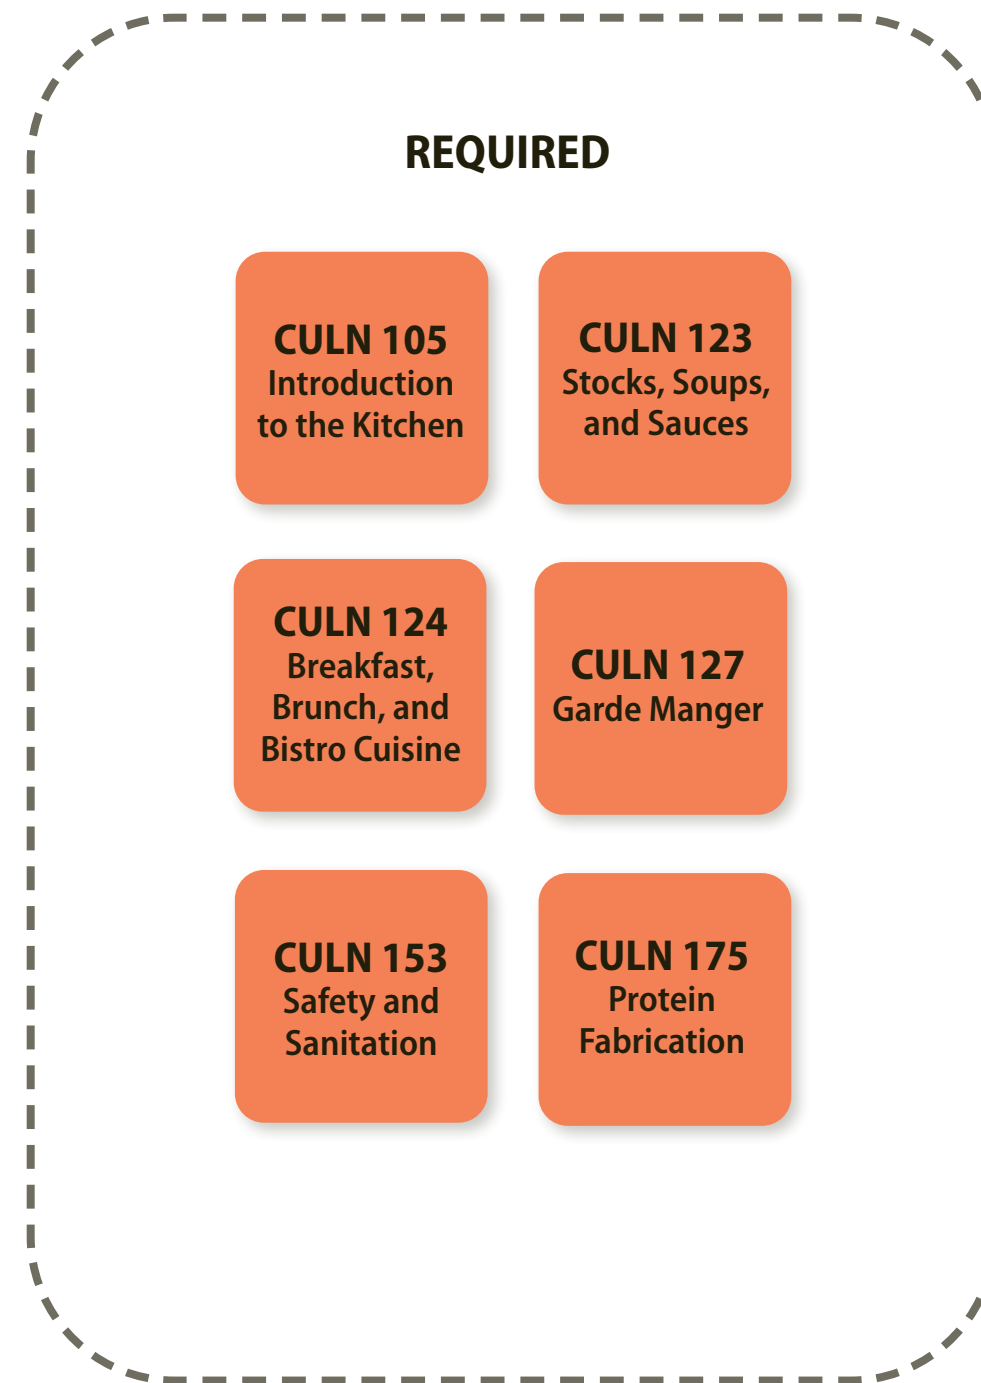 REQUIRED
CULN 105
Introduction
to the Kitchen
CULN 123
Stocks, Soups,
and Sauces
CULN 124
Breakfast,
Brunch, and
Bistro Cuisine
CULN 127
Garde Manger
CULN 153
Safety and
Sanitation
CULN 175
Protein
Fabrication